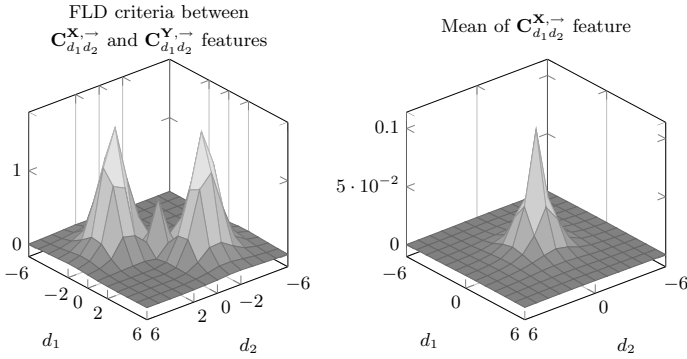 FLD criteria between
C^{X,→}_{d₁d₂} and C^{Y,→}_{d₁d₂} features
1
0
−6
−2
0
2
6
6
2
0
−2
−6
d₁
d₂
Mean of C^{X,→}_{d₁d₂} feature
0.1
5 · 10⁻²
0
−6
0
6
6
0
−6
d₁
d₂